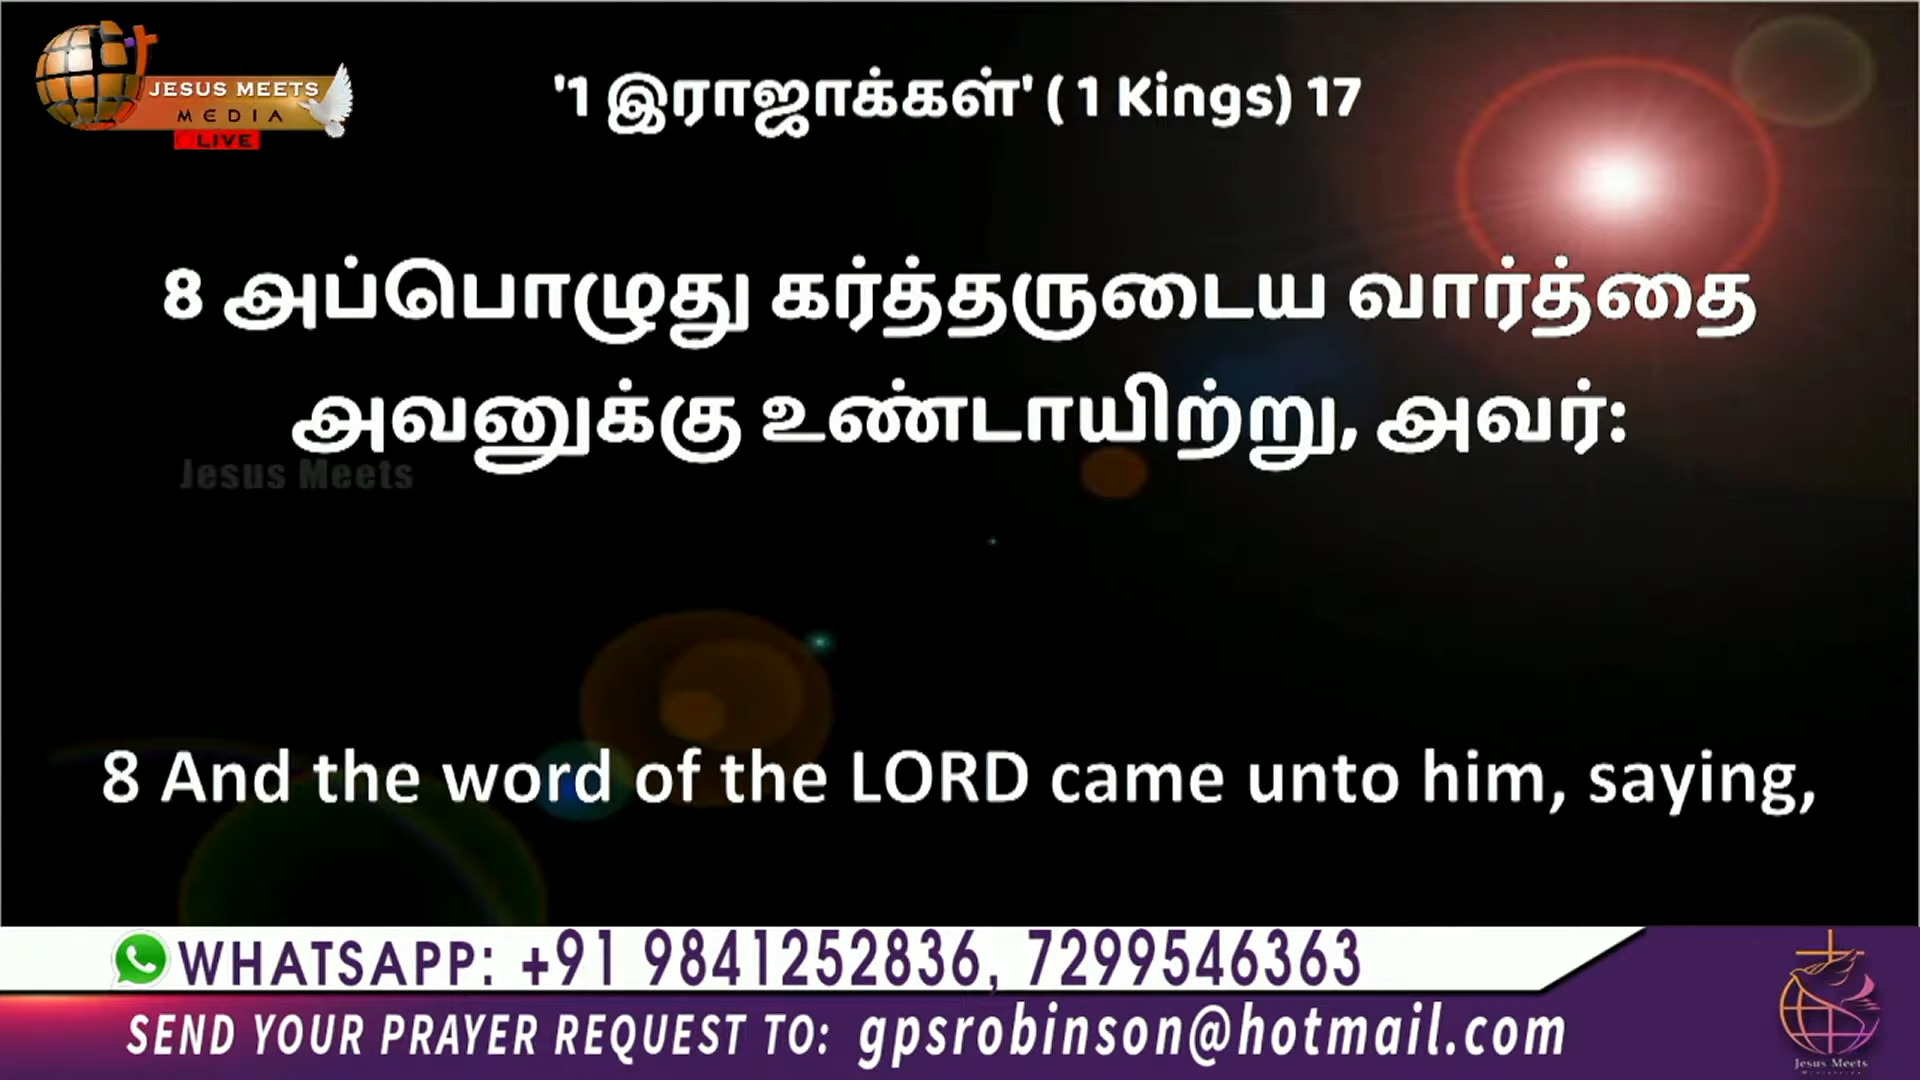 JESUS MEETS
MEDIA
LIVE
'1 இராஜாக்கள்' ( 1 Kings) 17
8 அப்பொழுது கர்த்தருடைய வார்த்தை
அவனுக்கு உண்டாயிற்று, அவர்:
Jesus Meets
8 And the word of the LORD came unto him, saying,
WHATSAPP: +91 9841252836, 7299546363
SEND YOUR PRAYER REQUEST TO: gpsrobinson@hotmail.com
Jesus Meets